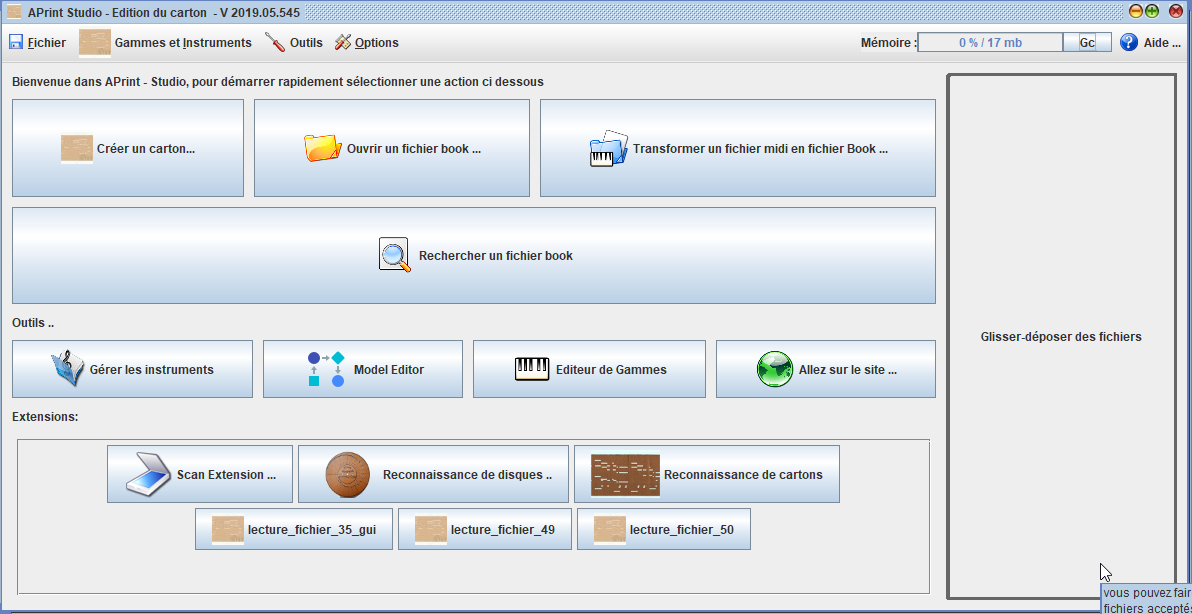 APrint Studio - Edition du carton - V 2019.05.545
Fichier Gammes et Instruments Outils Options Mémoire : 0 % / 17 mb Gc Aide ...
Bienvenue dans APrint - Studio, pour démarrer rapidement sélectionner une action ci dessous
Créer un carton... Ouvrir un fichier book ... Transformer un fichier midi en fichier Book ...
Rechercher un fichier book
Outils ..
Glisser-déposer des fichiers
Gérer les instruments Model Editor Editeur de Gammes Allez sur le site ...
Extensions:
Scan Extension ... Reconnaissance de disques .. Reconnaissance de cartons
lecture_fichier_35_gui lecture_fichier_49 lecture_fichier_50
vous pouvez fair
fichiers accepté